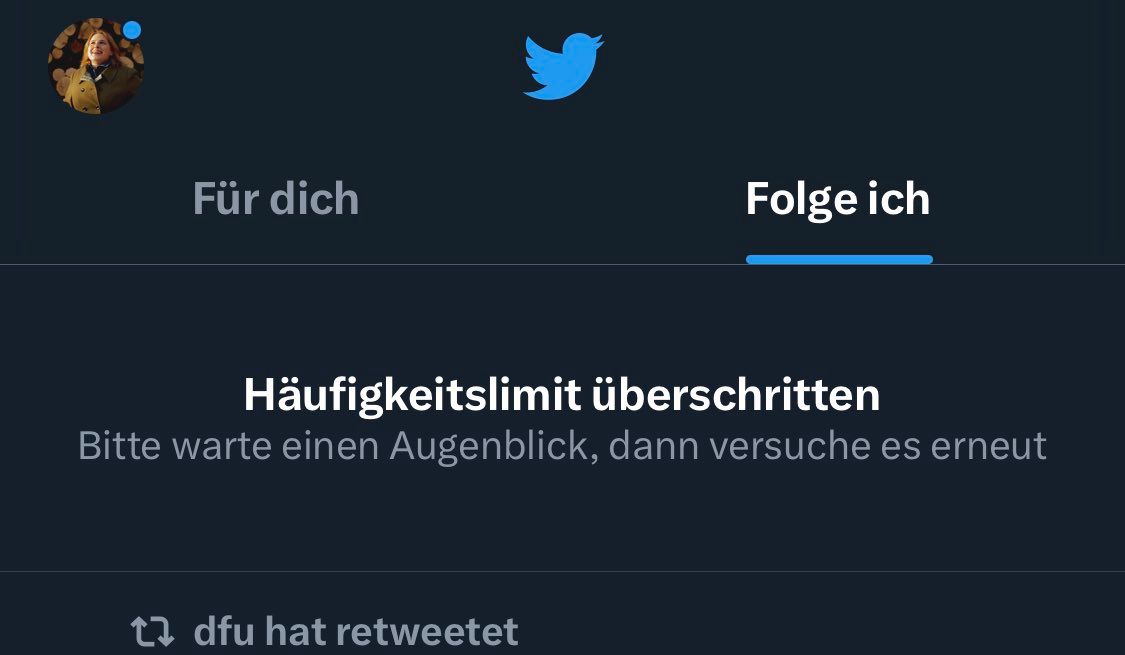 Für dich
Folge ich
Häufigkeitslimit überschritten
Bitte warte einen Augenblick, dann versuche es erneut
dfu hat retweetet